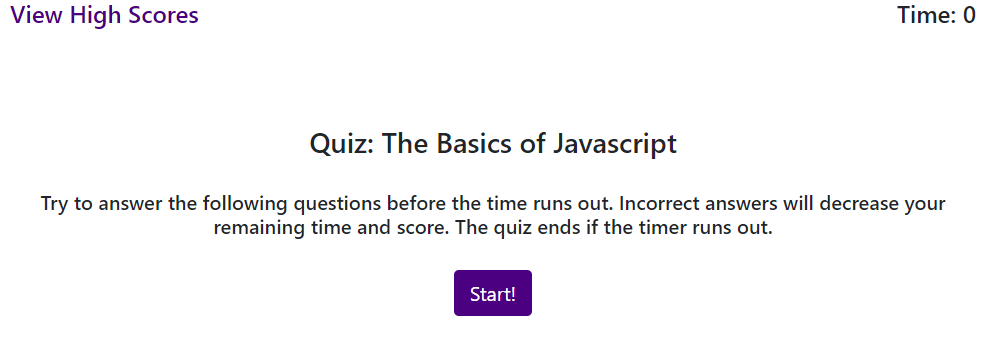 View High Scores
Time: 0
Quiz: The Basics of Javascript
Try to answer the following questions before the time runs out. Incorrect answers will decrease your
remaining time and score. The quiz ends if the timer runs out.
Start!